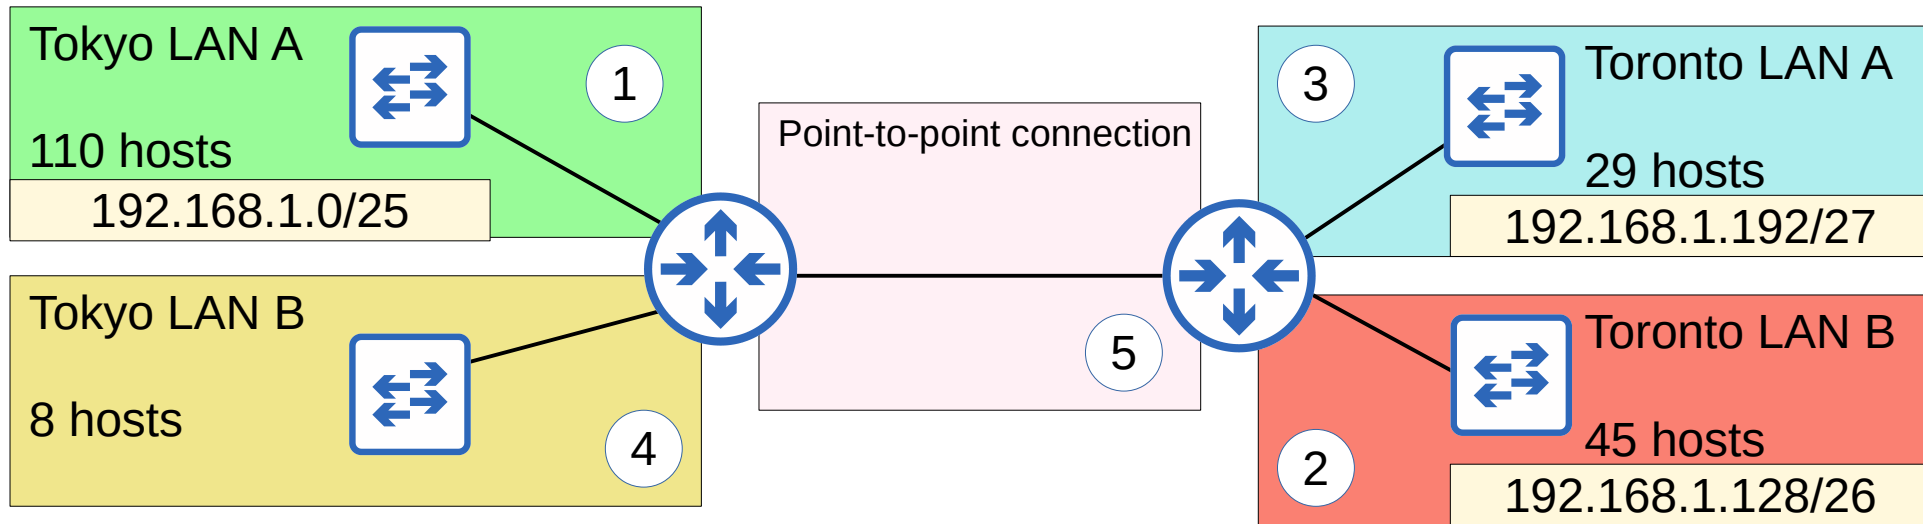 Tokyo LAN A
1
110 hosts
192.168.1.0/25
Tokyo LAN B
8 hosts
4
Point-to-point connection
5
3
Toronto LAN A
29 hosts
192.168.1.192/27
Toronto LAN B
45 hosts
2
192.168.1.128/26